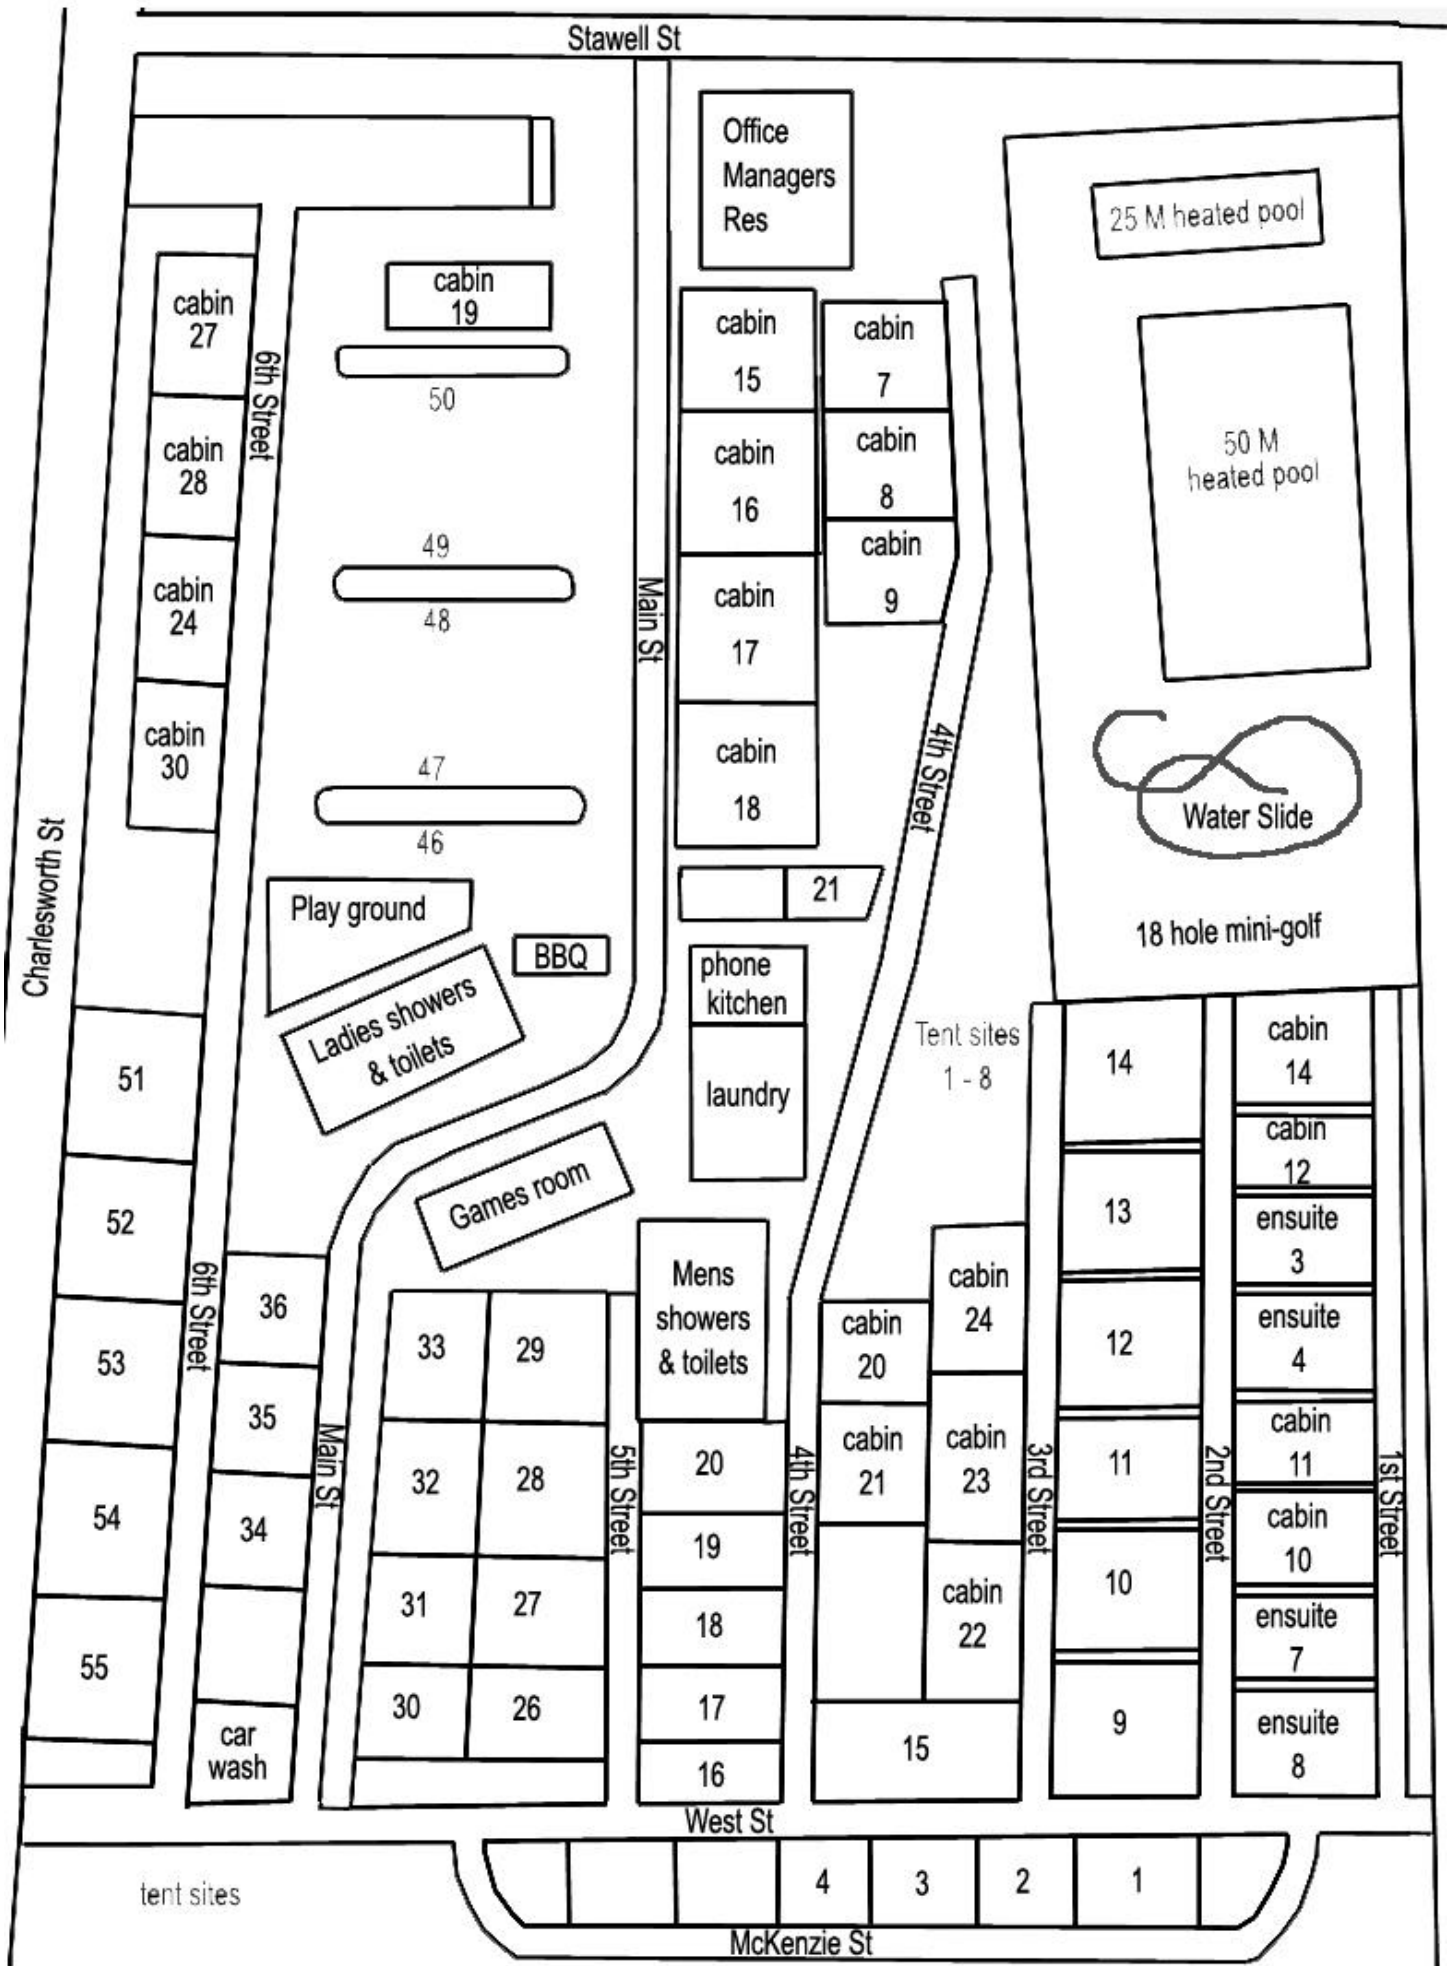 Stawell St
Office
Managers
Res
25 M heated pool
cabin
27
cabin
19
cabin
15
cabin
7
6th Street
50
cabin
28
cabin
16
cabin
8
50 M
heated pool
49
48
cabin
24
Main St
cabin
17
cabin
9
cabin
30
47
46
cabin
18
4th Street
Water Slide
Charlesworth St
Play ground
BBQ
21
18 hole mini-golf
Ladies showers
& toilets
phone
kitchen
laundry
Tent sites
1 - 8
51
14
cabin
14
cabin
12
52
Games room
13
ensuite
3
6th Street
36
Mens
showers
& toilets
cabin
24
33
29
cabin
20
12
ensuite
4
53
35
Main St
32
28
5th Street
20
4th Street
cabin
21
cabin
23
3rd Street
11
2nd Street
cabin
11
1st Street
54
34
19
cabin
10
31
27
18
cabin
22
10
ensuite
7
55
30
26
17
9
ensuite
8
car
wash
16
15
West St
tent sites
4
3
2
1
McKenzie St